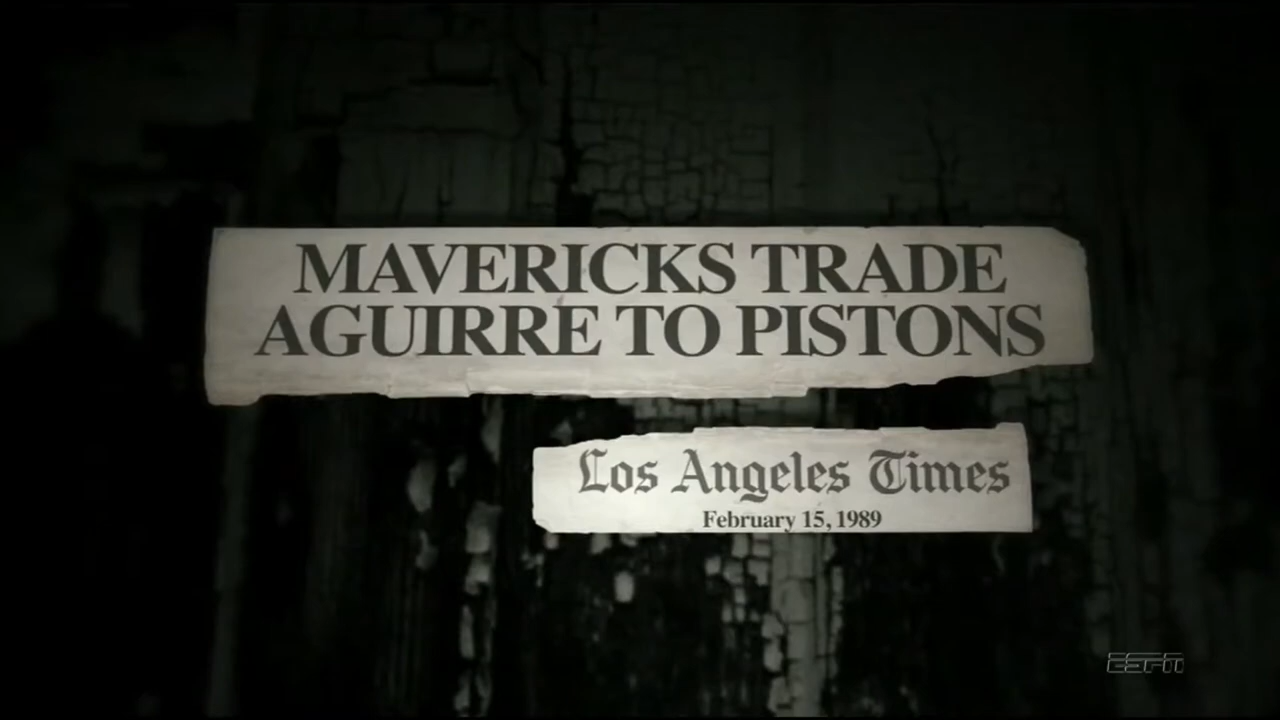 MAVERICKS TRADE
AGUIRRE TO PISTONS
Los Angeles Times
February 15, 1989
ESPN